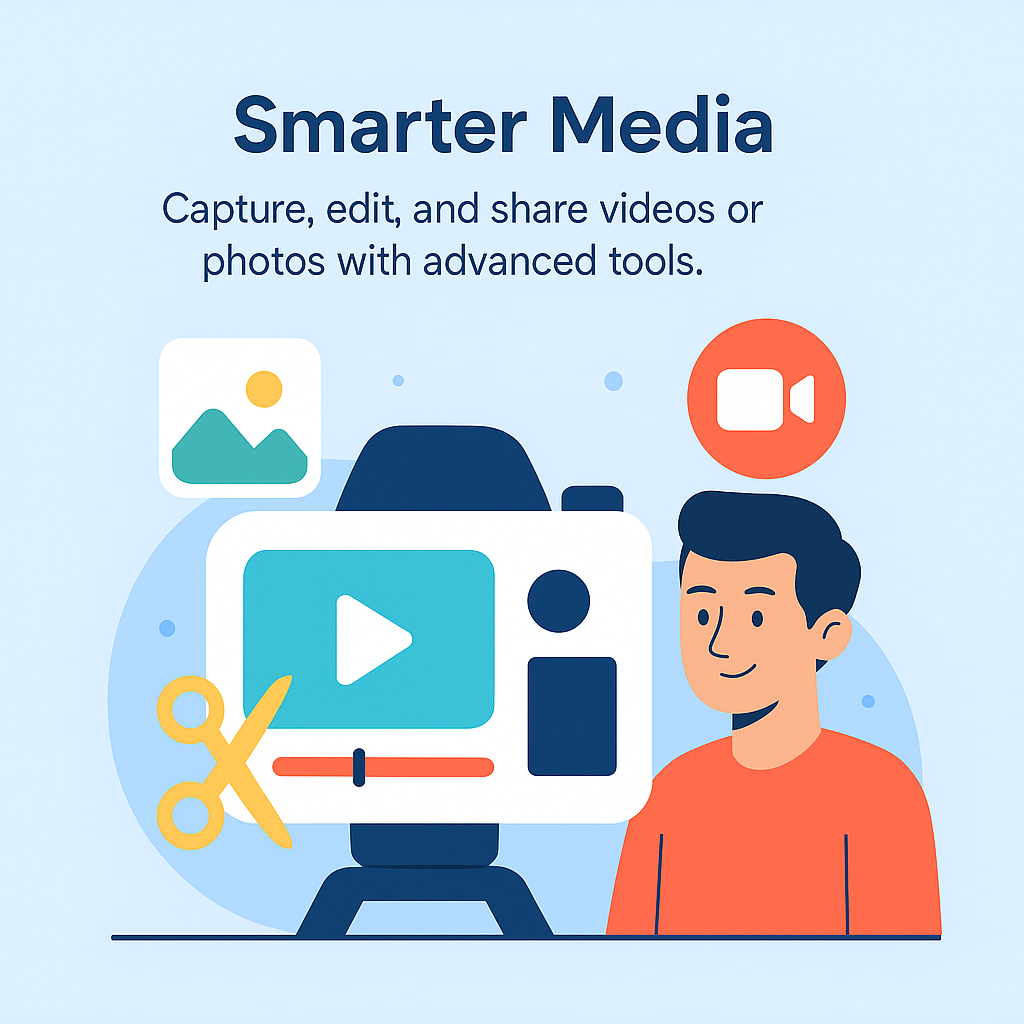 Smarter Media
Capture, edit, and share videos or
photos with advanced tools.